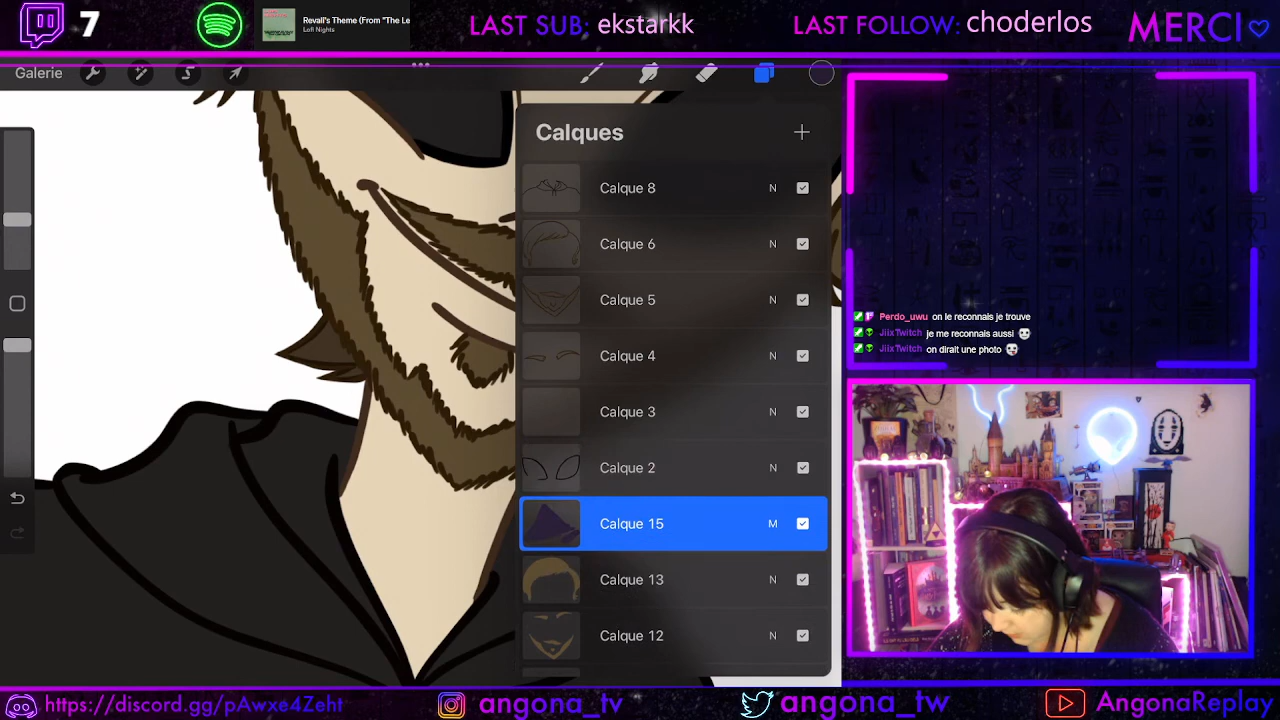 7
Revali's Theme (From "The Le
Lofi Nights
LAST SUB: ekstarkk
LAST FOLLOW: choderlos
MERCI
Galerie
Calques
Calque 8 N
Calque 6 N
Calque 5 N
Calque 4 N
Calque 3 N
Calque 2 N
Calque 15 M
Calque 13 N
Calque 12 N
Perdo_uwu on le reconnais je trouve
JiixTwitch je me reconnais aussi
JiixTwitch on dirait une photo
https://discord.gg/pAwxe4Zeht
angona_tv
angona_tw
AngonaReplay